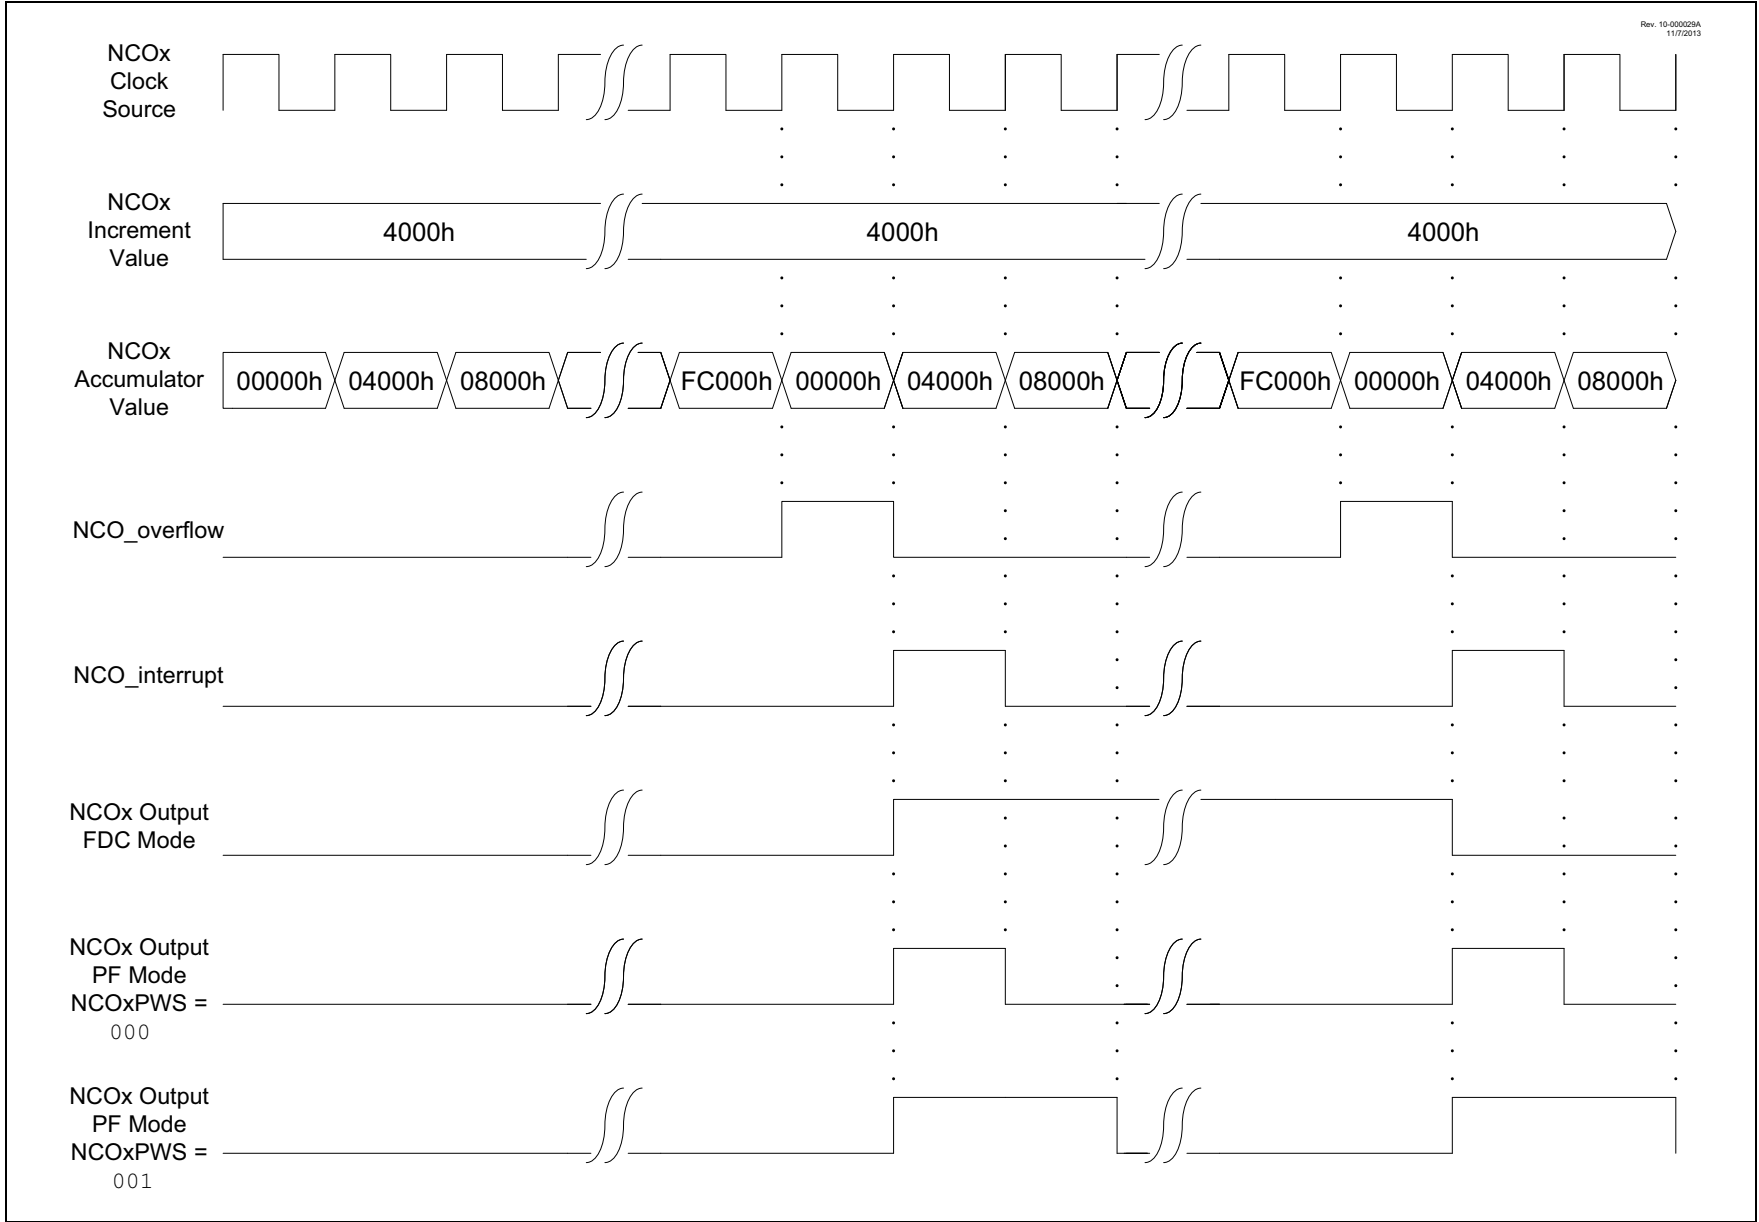 Rev. 10-000029A
11/7/2013
NCOx
Clock
Source
NCOx
Increment
Value
4000h
4000h
4000h
NCOx
Accumulator
Value
00000h 04000h 08000h FC000h 00000h 04000h 08000h FC000h 00000h 04000h 08000h
NCO_overflow
NCO_interrupt
NCOx Output
FDC Mode
NCOx Output
PF Mode
NCOxPWS =
000
NCOx Output
PF Mode
NCOxPWS =
001